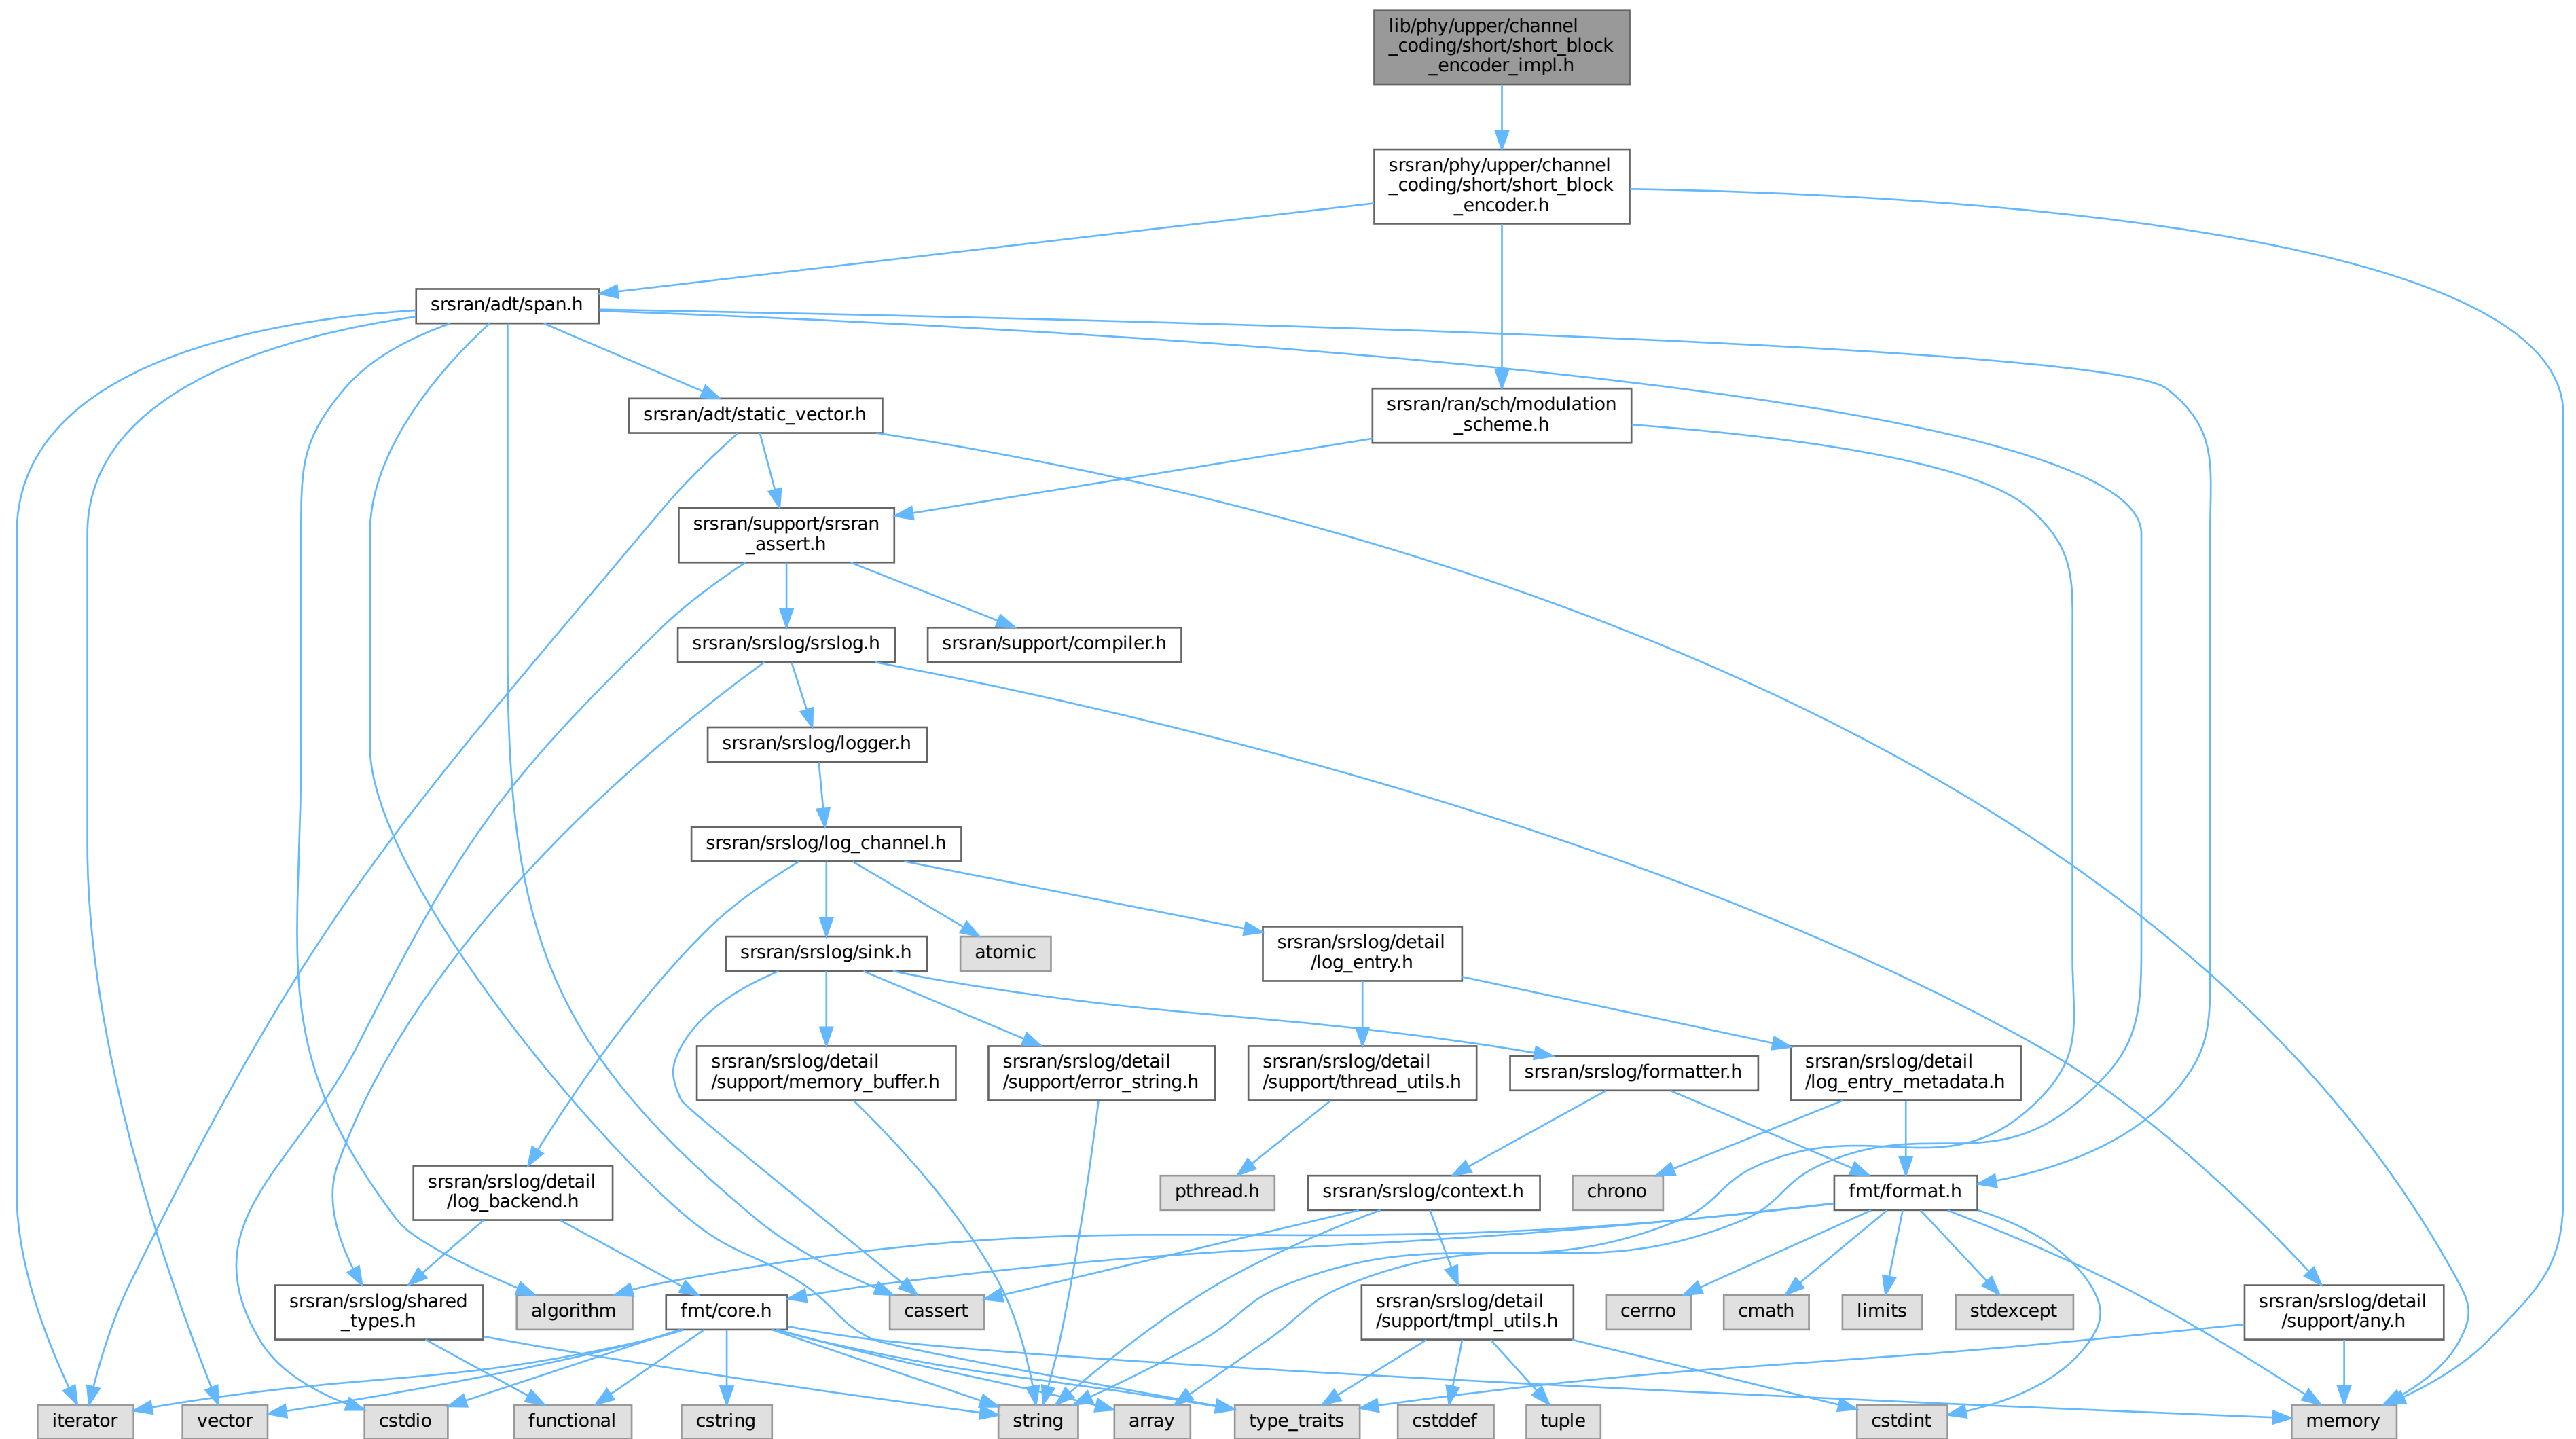 lib/phy/upper/channel
_coding/short/short_block
_encoder_impl.h
srsran/phy/upper/channel
_coding/short/short_block
_encoder.h
srsran/adt/span.h
srsran/adt/static_vector.h
srsran/ran/sch/modulation
_scheme.h
srsran/support/srsran
_assert.h
srsran/srslog/srslog.h
srsran/support/compiler.h
srsran/srslog/logger.h
srsran/srslog/log_channel.h
srsran/srslog/sink.h
atomic
srsran/srslog/detail
/log_entry.h
srsran/srslog/detail
/support/memory_buffer.h
srsran/srslog/detail
/support/error_string.h
srsran/srslog/detail
/support/thread_utils.h
srsran/srslog/formatter.h
srsran/srslog/detail
/log_entry_metadata.h
srsran/srslog/detail
/log_backend.h
pthread.h
srsran/srslog/context.h
chrono
fmt/format.h
srsran/srslog/shared
_types.h
algorithm
fmt/core.h
cassert
srsran/srslog/detail
/support/tmpl_utils.h
cerrno
cmath
limits
stdexcept
srsran/srslog/detail
/support/any.h
iterator
vector
cstdio
functional
cstring
string
array
type_traits
cstddef
tuple
cstdint
memory